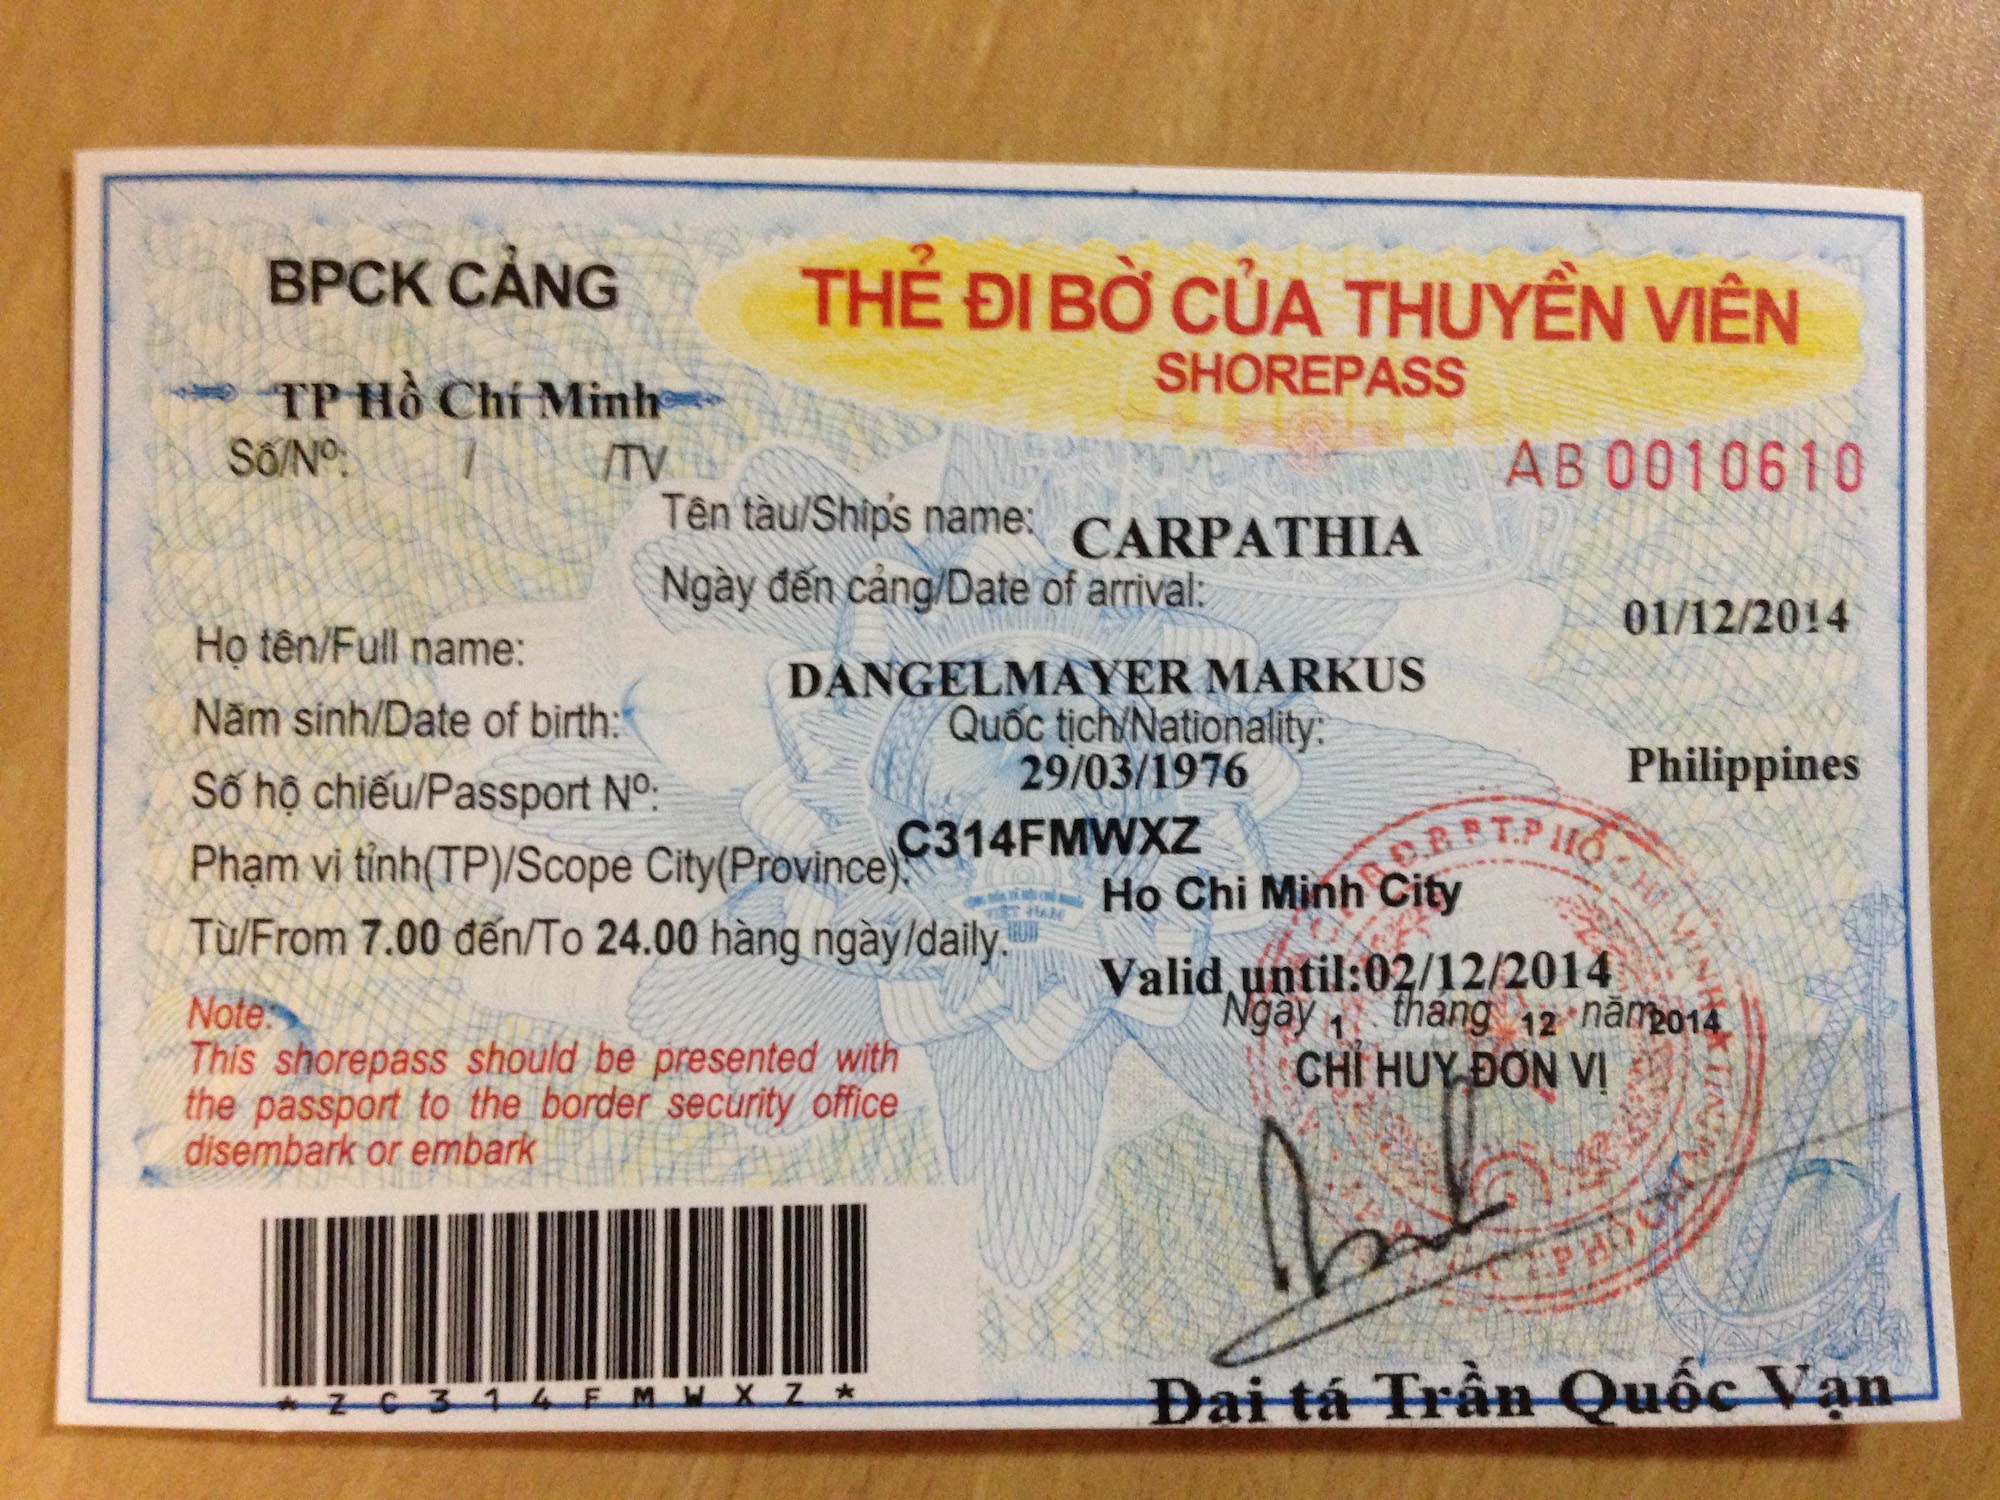 BPCK CẢNG
THẺ ĐI BỜ CỦA THUYỀN VIÊN
SHOREPASS
TP Hồ Chí Minh
Số/Nº: / /TV
AB 0010610
Tên tàu/Ship's name: CARPATHIA
Ngày đến cảng/Date of arrival: 01/12/2014
Họ tên/Full name: DANGELMAYER MARKUS
Năm sinh/Date of birth: 29/03/1976
Quốc tịch/Nationality: Philippines
Số hộ chiếu/Passport Nº: C314FMWXZ
Phạm vi tỉnh(TP)/Scope City(Province): Ho Chi Minh City
Từ/From 7.00 đến/To 24.00 hàng ngày/daily.
Valid until:02/12/2014
Ngày 1 tháng 12 năm 2014
CHỈ HUY ĐƠN VỊ
Note:
This shorepass should be presented with
the passport to the border security office
disembark or embark
*ZC314FMWXZ*
Đai tá Trần Quốc Vạn